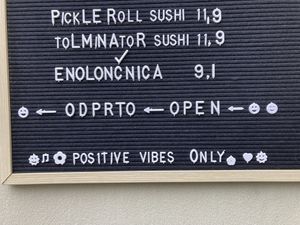 PICKLE ROLL SUSHI 11,9
TOLMINATOR SUSHI 11,9
ENOLONČNICA 9,1
ODPRTO OPEN
POSITIVE VIBES ONLY